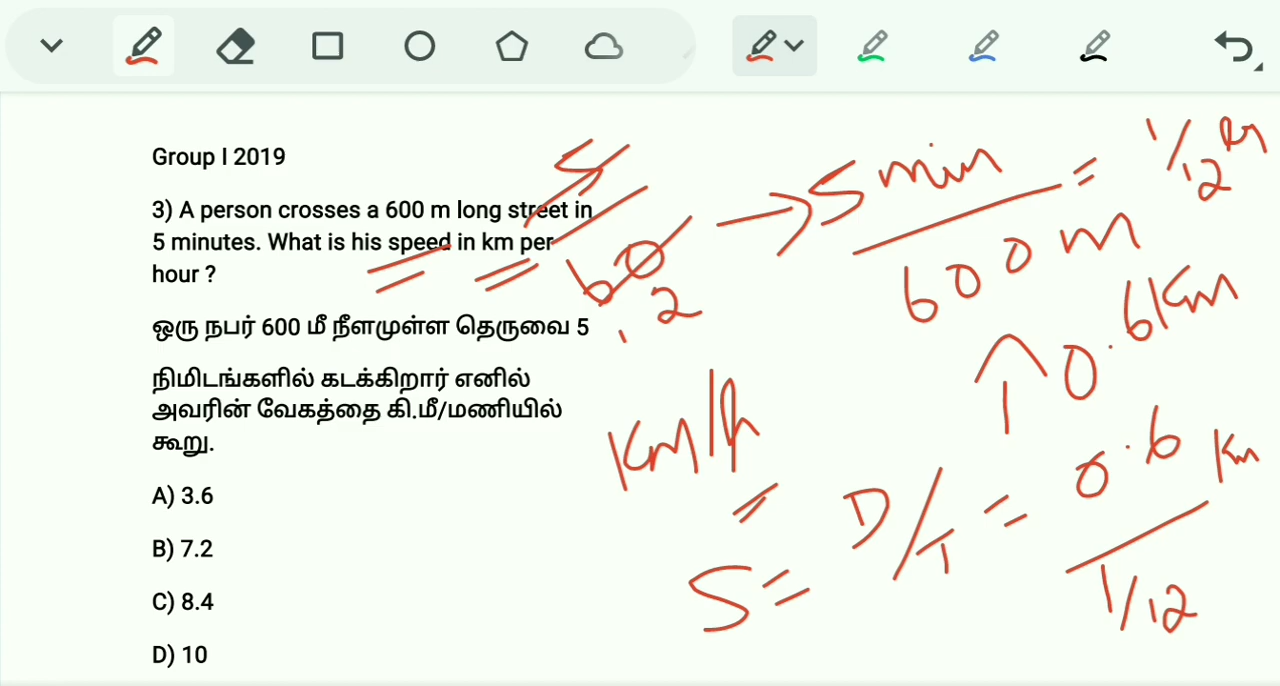 Group I 2019
3) A person crosses a 600 m long street in
5 minutes. What is his speed in km per
hour ?
ஒரு நபர் 600 மீ நீளமுள்ள தெருவை 5
நிமிடங்களில் கடக்கிறார் எனில்
அவரின் வேகத்தை கி.மீ/மணியில்
கூறு.
A) 3.6
B) 7.2
C) 8.4
D) 10
5
60
12
5 min = 1/12
600 m
0.6 Km
Km/h
S = D/T = 0.6 Km
1/12